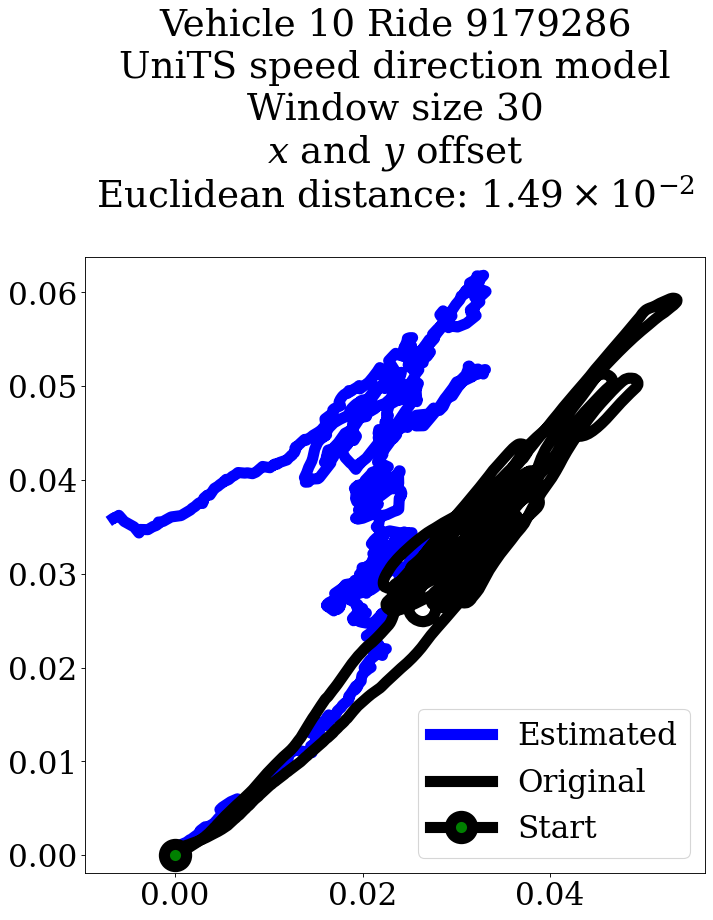 Vehicle 10 Ride 9179286
UniTS speed direction model
Window size 30
x and y offset
Euclidean distance: 1.49 × 10⁻²
0.06
0.05
0.04
0.03
0.02
0.01
0.00
0.00 0.02 0.04
Estimated
Original
Start